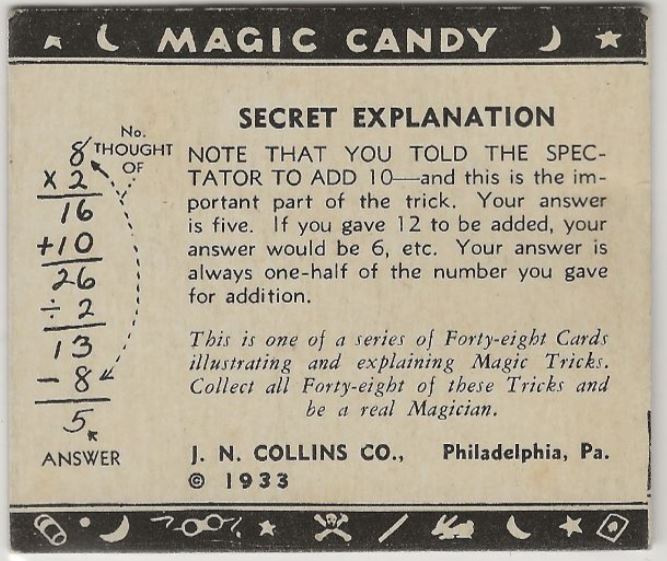 MAGIC CANDY
8
No.
THOUGHT
OF
x 2
16
+10
26
÷ 2
13
- 8
5
ANSWER
SECRET EXPLANATION
NOTE THAT YOU TOLD THE SPEC-
TATOR TO ADD 10—and this is the im-
portant part of the trick. Your answer
is five. If you gave 12 to be added, your
answer would be 6, etc. Your answer is
always one-half of the number you gave
for addition.
This is one of a series of Forty-eight Cards
illustrating and explaining Magic Tricks.
Collect all Forty-eight of these Tricks and
be a real Magician.
J. N. COLLINS CO., Philadelphia, Pa.
© 1933